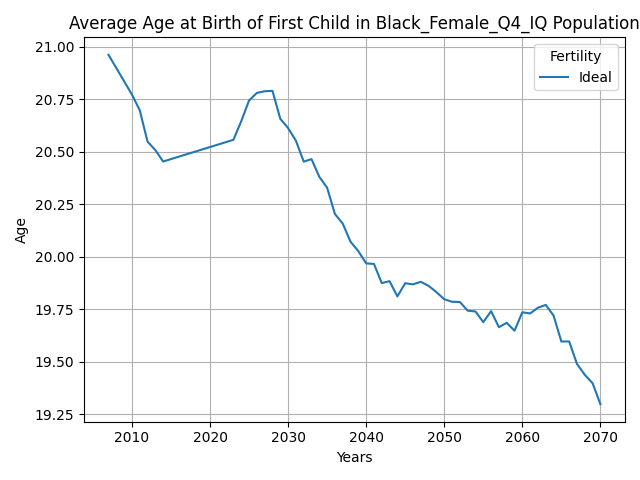 Average Age at Birth of First Child in Black_Female_Q4_IQ Population
Fertility
Ideal
21.00
20.75
20.50
20.25
20.00
19.75
19.50
19.25
Age
2010 2020 2030 2040 2050 2060 2070
Years